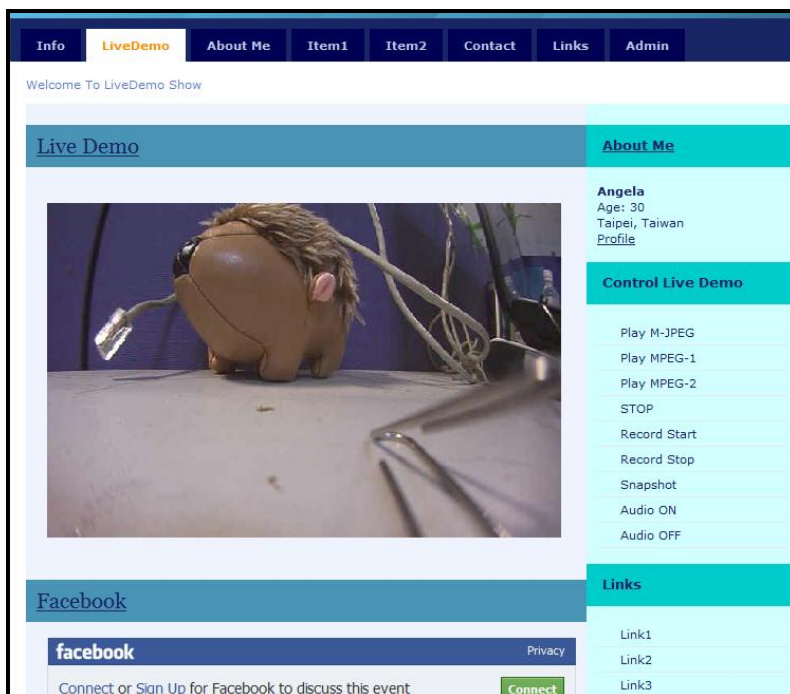 Info LiveDemo About Me Item1 Item2 Contact Links Admin
Welcome To LiveDemo Show
Live Demo
Facebook
facebook Privacy
Connect or Sign Up for Facebook to discuss this event Connect
About Me
Angela
Age: 30
Taipei, Taiwan
Profile
Control Live Demo
Play M-JPEG
Play MPEG-1
Play MPEG-2
STOP
Record Start
Record Stop
Snapshot
Audio ON
Audio OFF
Links
Link1
Link2
Link3